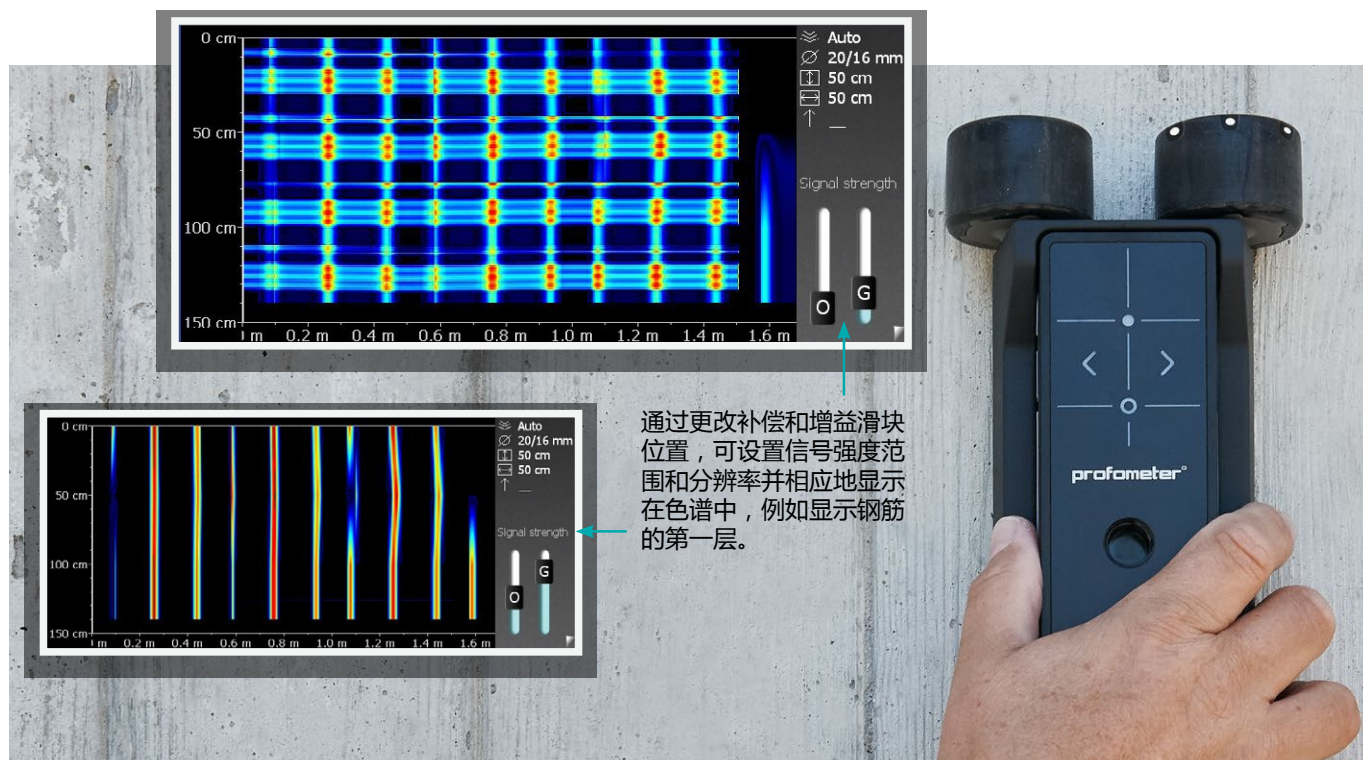 0 cm
50 cm
100 cm
150 cm
m 0.2 m 0.4 m 0.6 m 0.8 m 1.0 m 1.2 m 1.4 m 1.6 m
Auto
20/16 mm
50 cm
50 cm
Signal strength
O
G
通过更改补偿和增益滑块
位置，可设置信号强度范
围和分辨率并相应地显示
在色谱中，例如显示钢筋
的第一层。
0 cm
50 cm
100 cm
150 cm
m 0.2 m 0.4 m 0.6 m 0.8 m 1.0 m 1.2 m 1.4 m 1.6 m
Auto
20/16 mm
50 cm
50 cm
Signal strength
O
G
profometer®